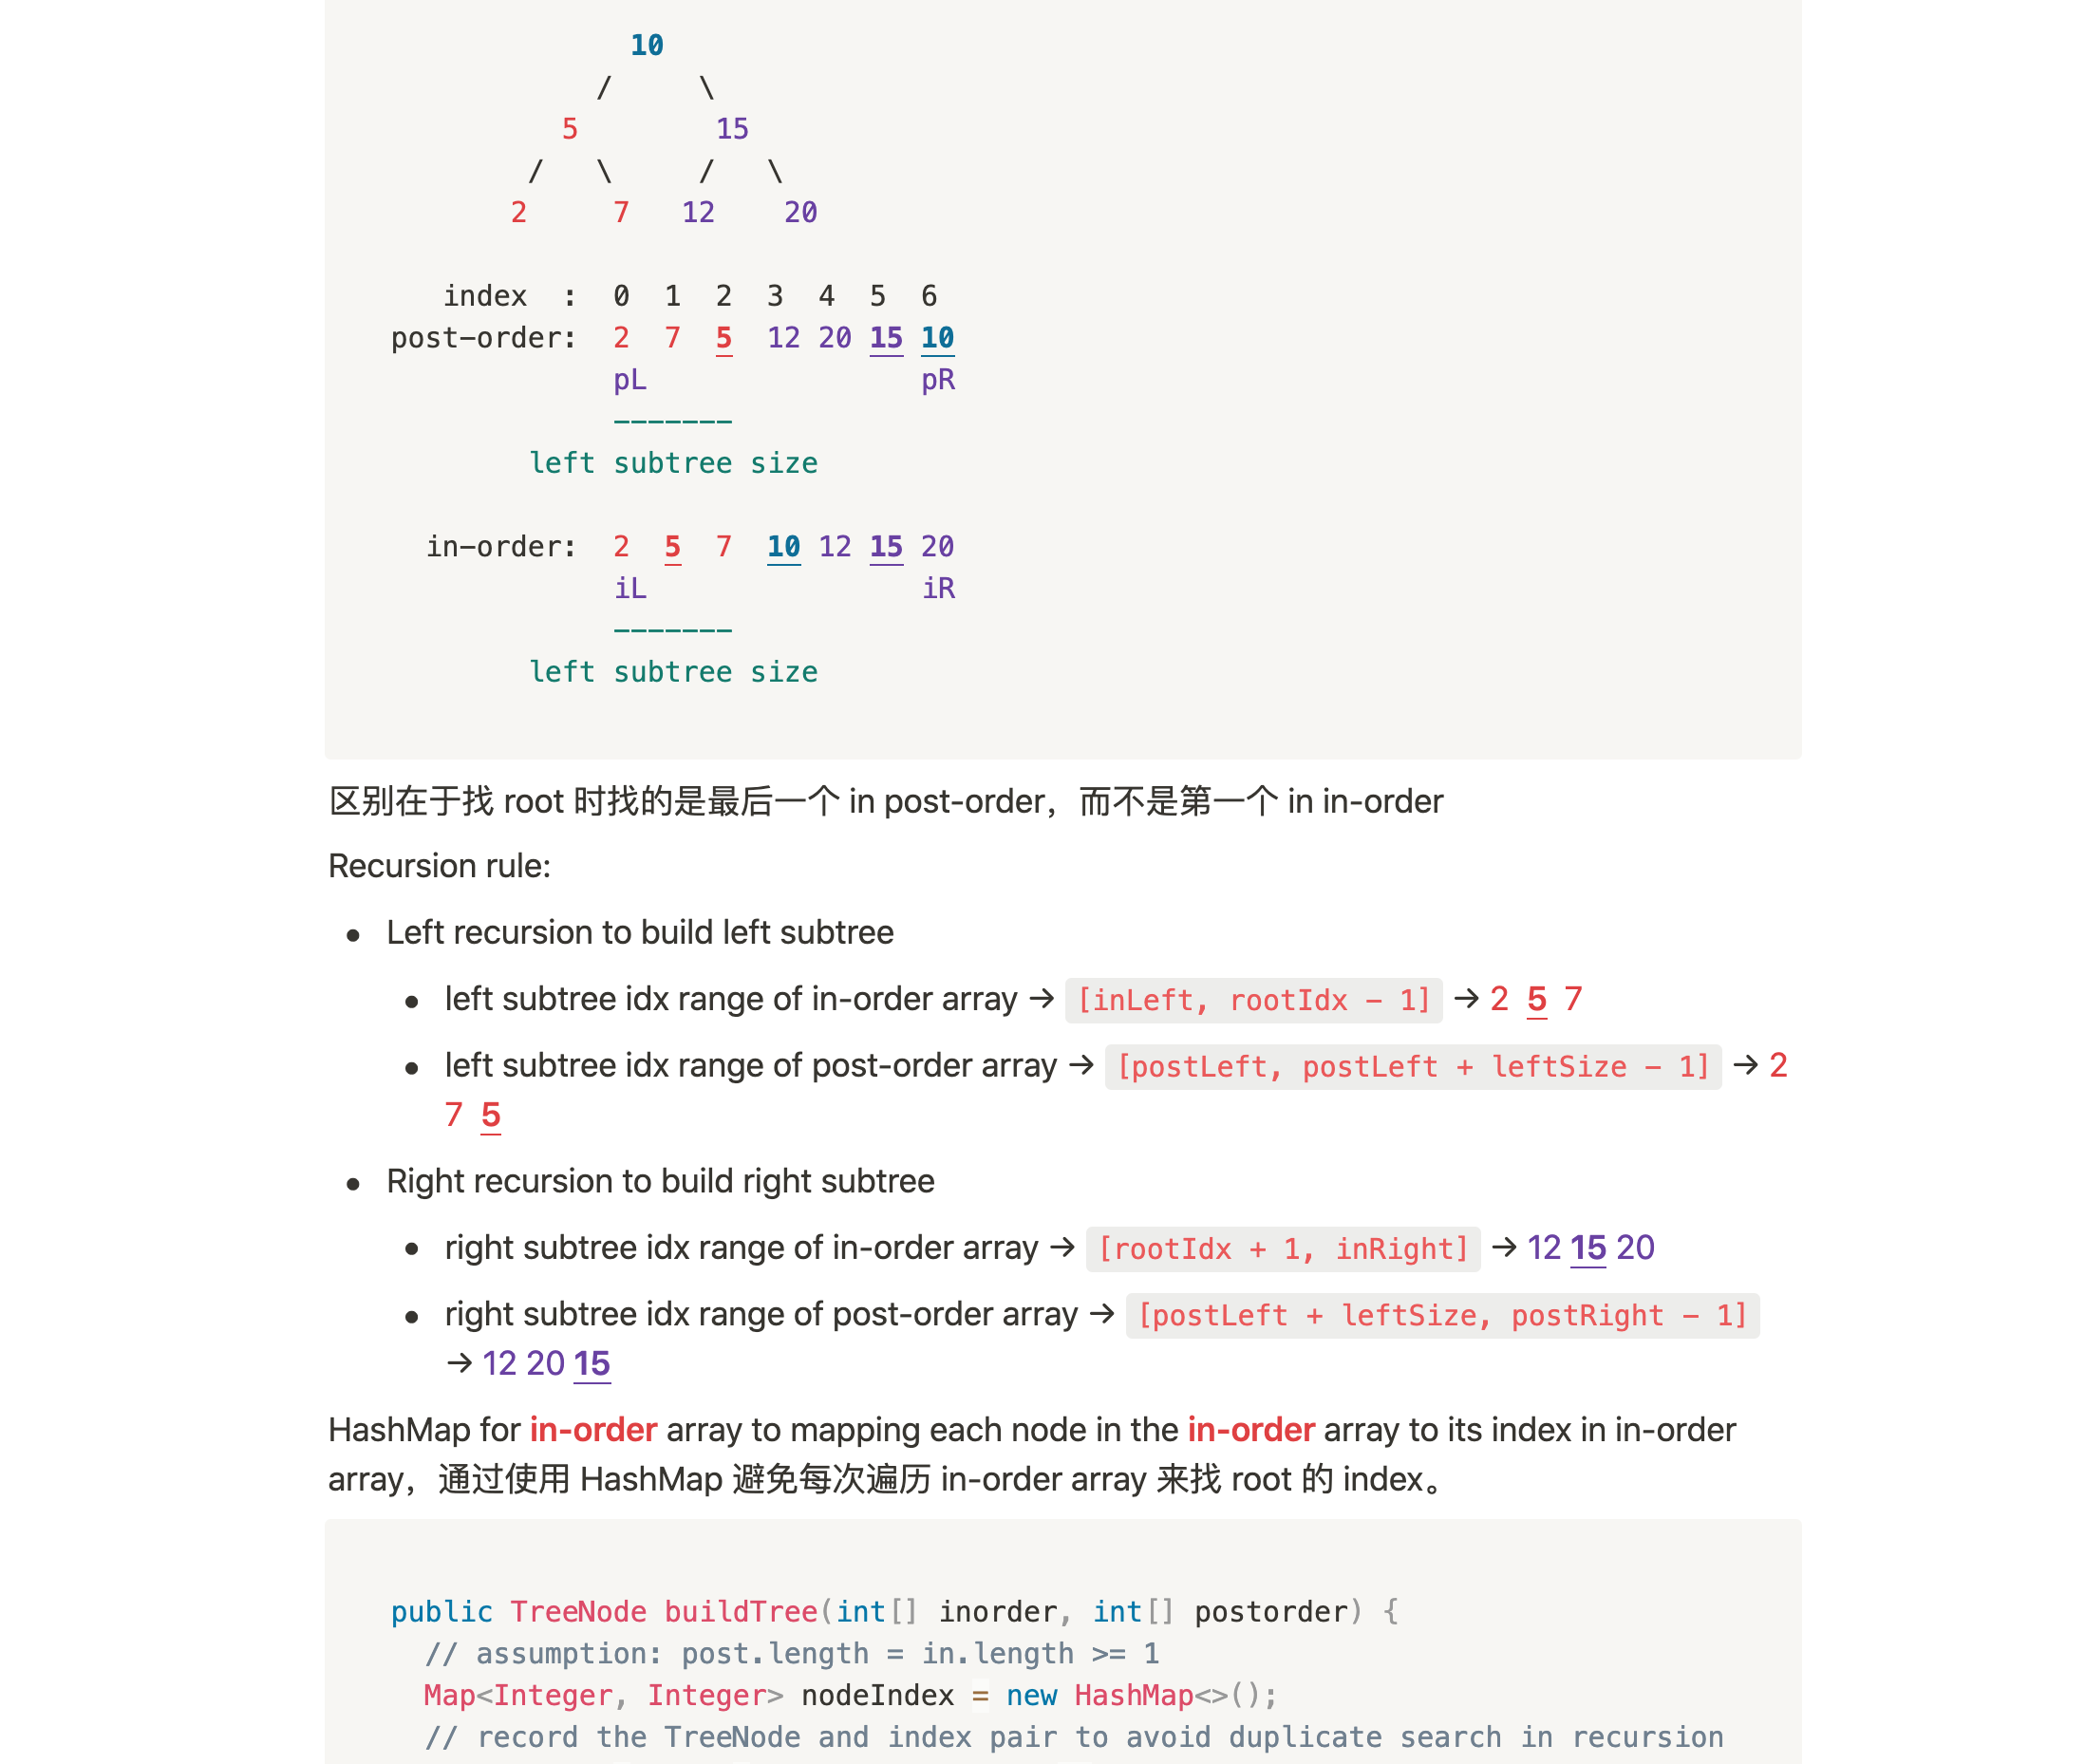 10
/ \
5 15
/ \ / \
2 7 12 20
index : 0 1 2 3 4 5 6
post-order: 2 7 5 12 20 15 10
pL pR
-------
left subtree size
in-order: 2 5 7 10 12 15 20
iL iR
-------
left subtree size
区别在于找 root 时找的是最后一个 in post-order，而不是第一个 in in-order
Recursion rule:
• Left recursion to build left subtree
• left subtree idx range of in-order array → [inLeft, rootIdx - 1] → 2 5 7
• left subtree idx range of post-order array → [postLeft, postLeft + leftSize - 1] → 2
7 5
• Right recursion to build right subtree
• right subtree idx range of in-order array → [rootIdx + 1, inRight] → 12 15 20
• right subtree idx range of post-order array → [postLeft + leftSize, postRight - 1]
→ 12 20 15
HashMap for in-order array to mapping each node in the in-order array to its index in in-order
array，通过使用 HashMap 避免每次遍历 in-order array 来找 root 的 index。
public TreeNode buildTree(int[] inorder, int[] postorder) {
// assumption: post.length = in.length >= 1
Map<Integer, Integer> nodeIndex = new HashMap<>();
// record the TreeNode and index pair to avoid duplicate search in recursion